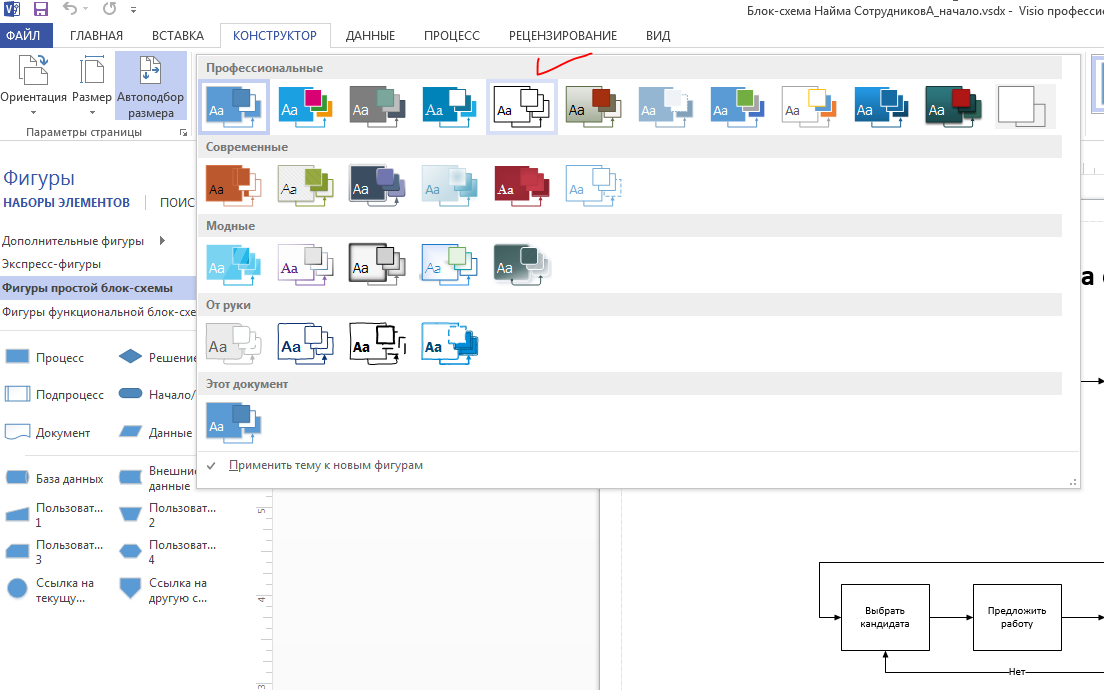 Блок-схема Найма СотрудниковА_начало.vsdx - Visio професси
ФАЙЛ ГЛАВНАЯ ВСТАВКА КОНСТРУКТОР ДАННЫЕ ПРОЦЕСС РЕЦЕНЗИРОВАНИЕ ВИД
Ориентация Размер Автоподбор размера
Параметры страницы
Профессиональные
Aa Aa Aa Aa Aa Aa Aa Aa Aa Aa Aa
Современные
Aa Aa Aa Aa Aa Aa
Модные
Aa Aa Aa Aa Aa
От руки
Aa Aa Aa Aa
Этот документ
Aa
Применить тему к новым фигурам
Фигуры
НАБОРЫ ЭЛЕМЕНТОВ ПОИС
Дополнительные фигуры
Экспресс-фигуры
Фигуры простой блок-схемы
Фигуры функциональной блок-схе
Процесс Решение
Подпроцесс Начало/
Документ Данные
База данных Внешние данные
Пользоват... 1 Пользоват... 2
Пользоват... 3 Пользоват... 4
Ссылка на текущу... Ссылка на другую с...
5
4
3
а
Выбрать кандидата
Предложить работу
Нет